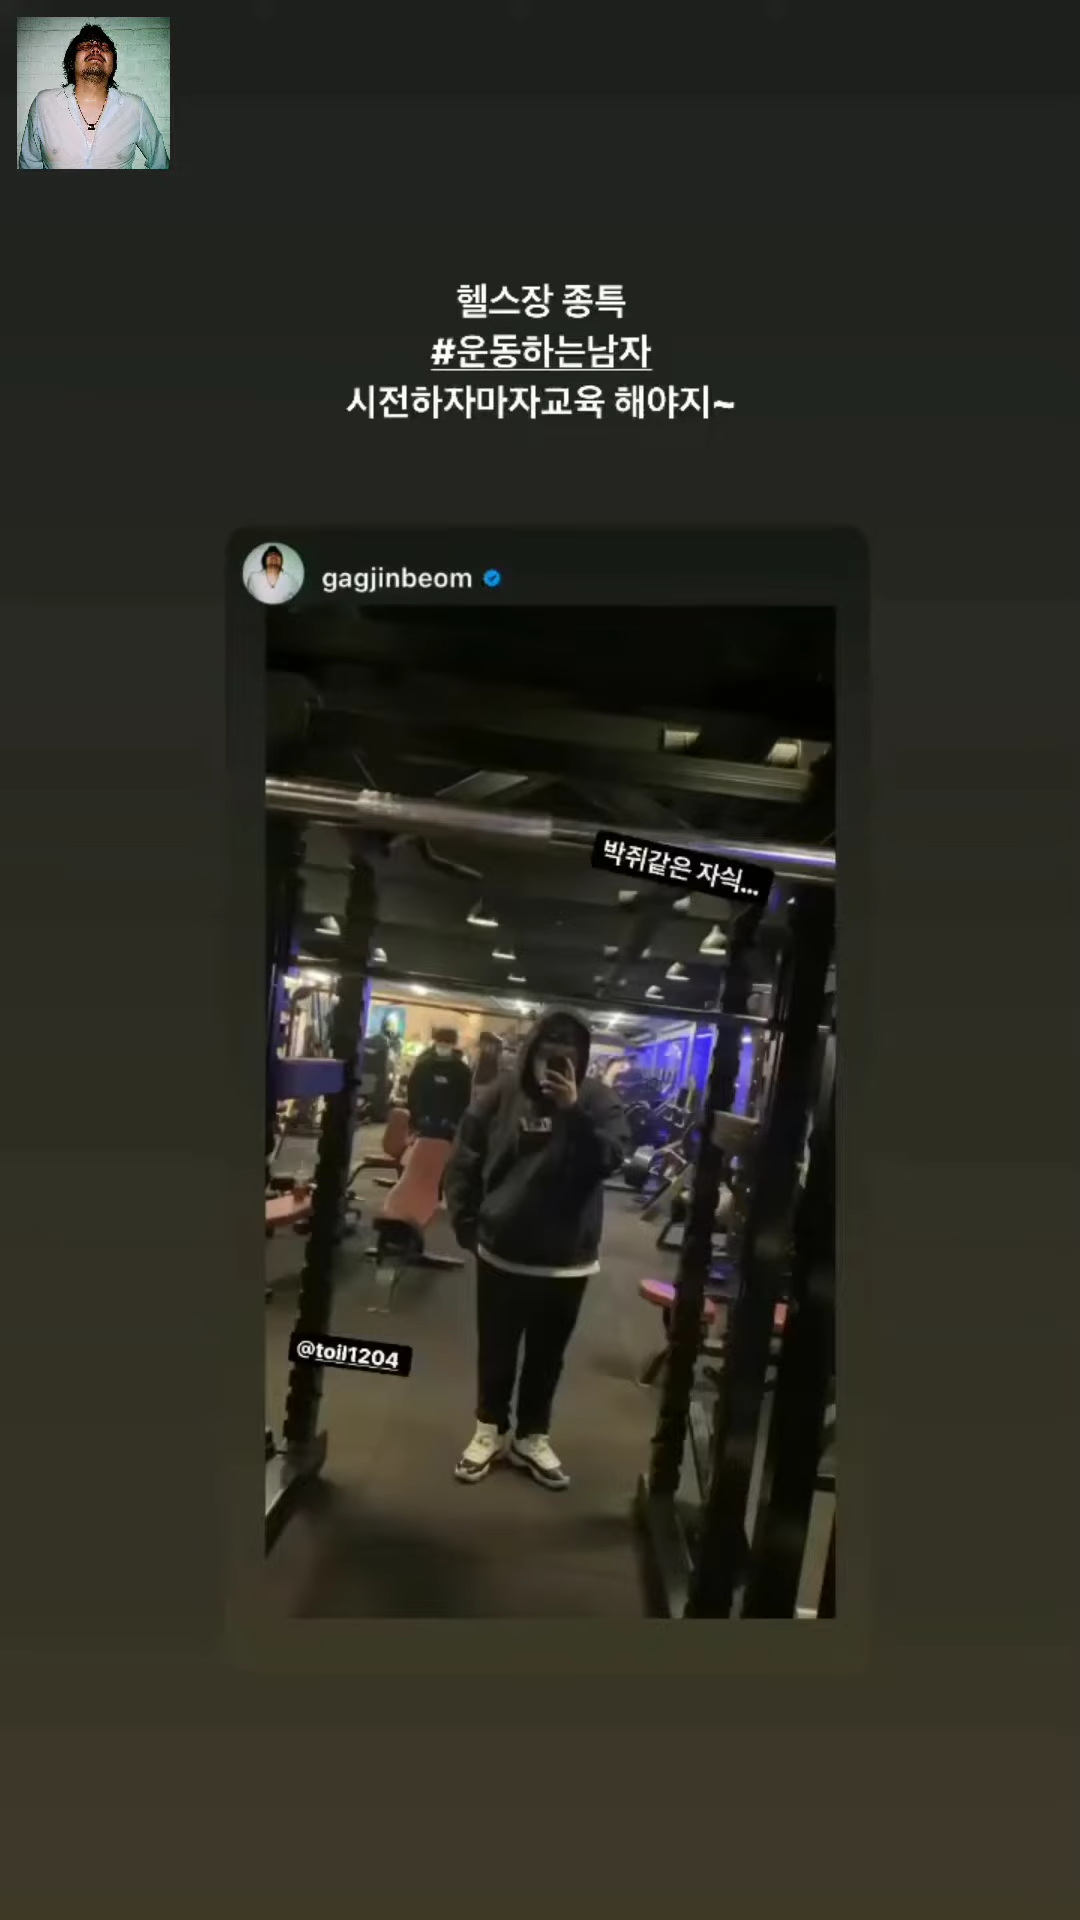 헬스장 종특
#운동하는남자
시전하자마자교육 해야지~
gagjinbeom
박쥐같은 자싁...
@toil1204